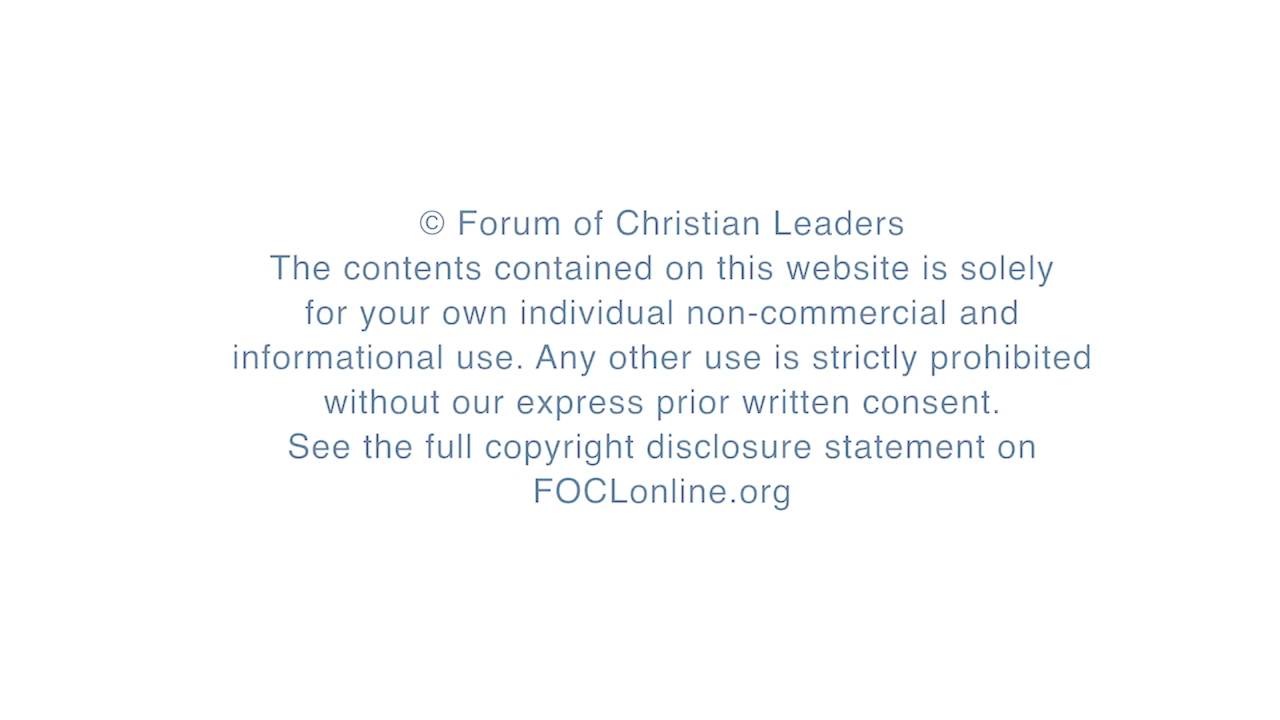 © Forum of Christian Leaders
The contents contained on this website is solely
for your own individual non-commercial and
informational use. Any other use is strictly prohibited
without our express prior written consent.
See the full copyright disclosure statement on
FOCLonline.org